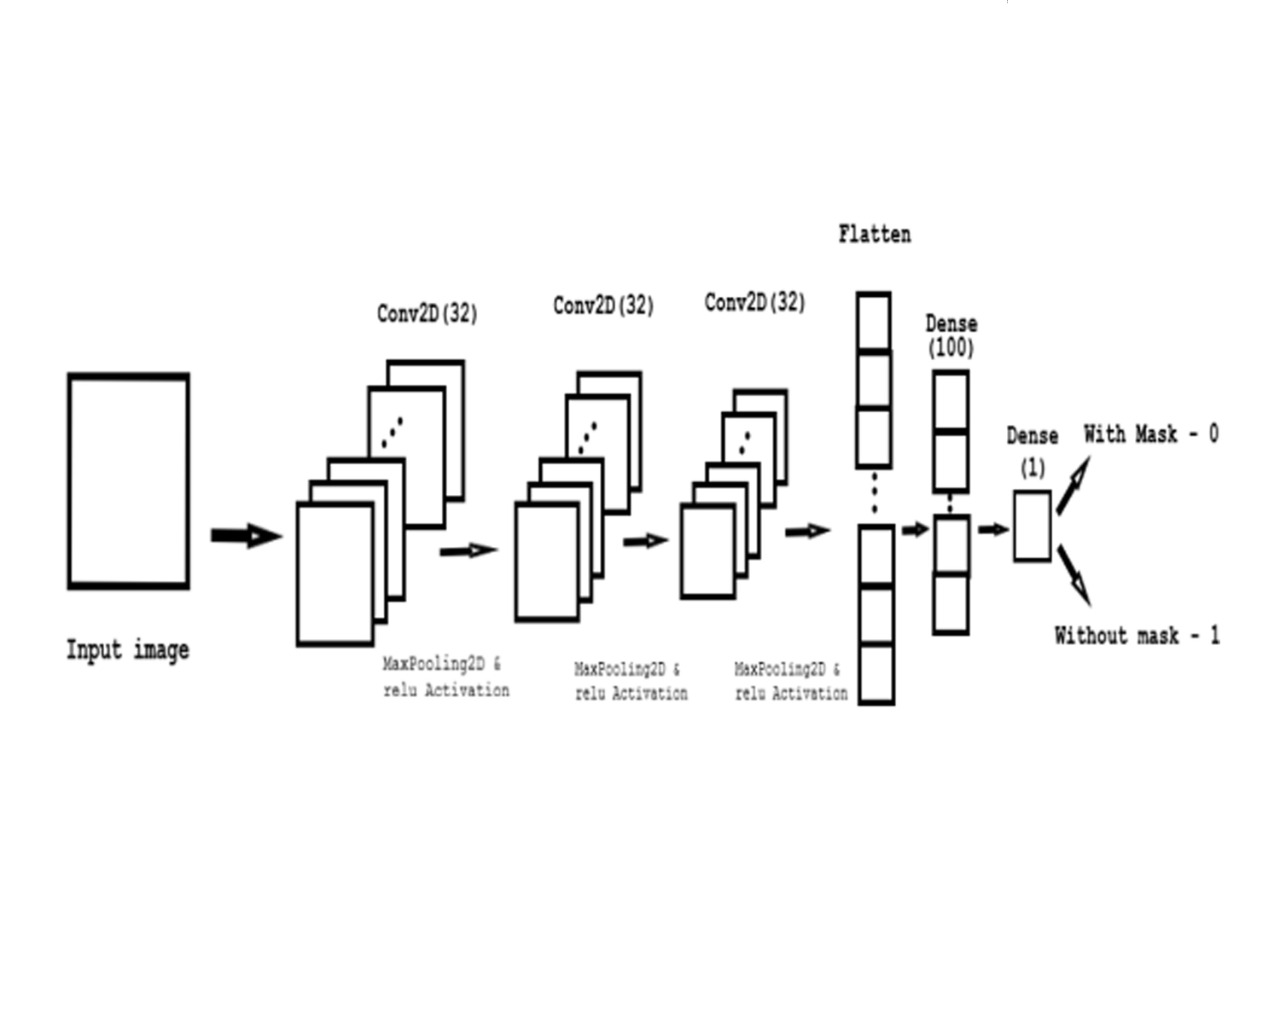 Flatten
Conv2D(32)
Conv2D(32)
Conv2D(32)
Dense
(100)
Dense
(1)
With Mask - 0
Without mask - 1
Input image
MaxPooling2D &
relu Activation
MaxPooling2D &
relu Activation
MaxPooling2D &
relu Activation